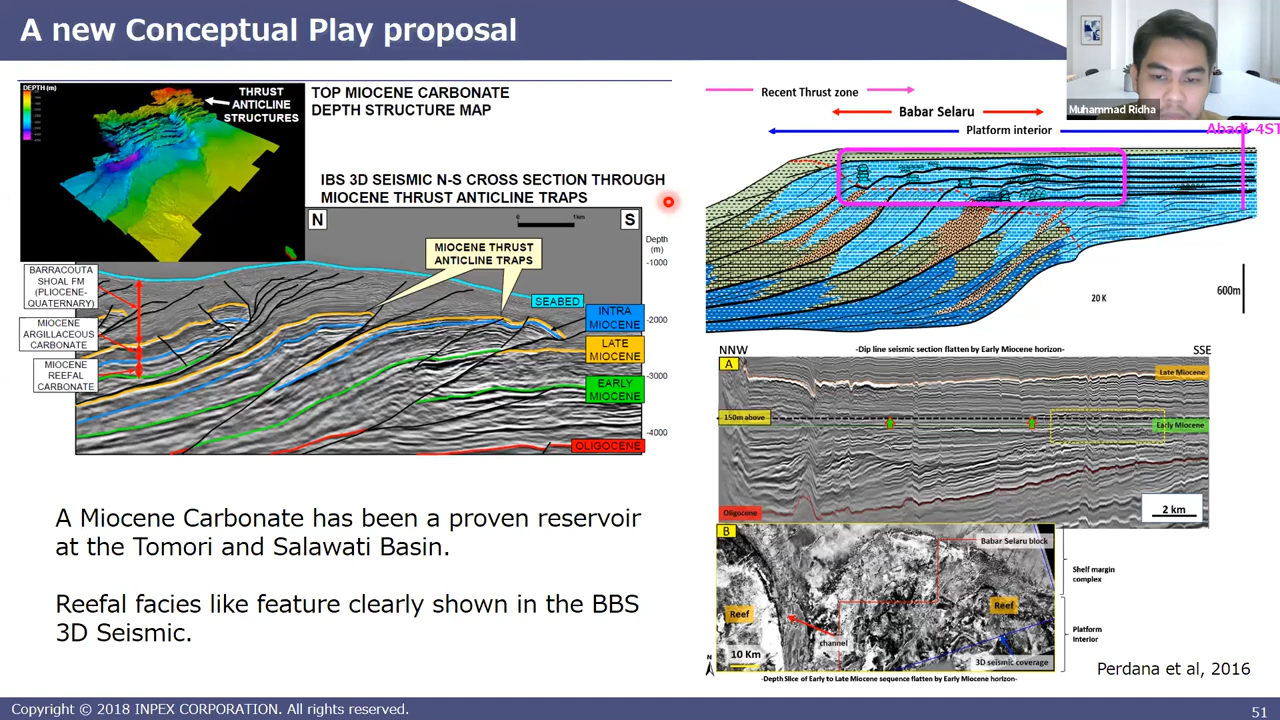 A new Conceptual Play proposal
DEPTH (m)
THRUST
ANTICLINE
STRUCTURES
TOP MIOCENE CARBONATE
DEPTH STRUCTURE MAP
IBS 3D SEISMIC N-S CROSS SECTION THROUGH
MIOCENE THRUST ANTICLINE TRAPS
N
0
1km
S
Depth
(m)
-1000
-2000
-3000
-4000
MIOCENE THRUST
ANTICLINE TRAPS
BARRACOUTA
SHOAL FM
(PLIOCENE-
QUATERNARY)
MIOCENE
ARGILLACEOUS
CARBONATE
MIOCENE
REEFAL
CARBONATE
SEABED
INTRA
MIOCENE
LATE
MIOCENE
EARLY
MIOCENE
OLIGOCENE
A Miocene Carbonate has been a proven reservoir
at the Tomori and Salawati Basin.
Reefal facies like feature clearly shown in the BBS
3D Seismic.
Muhammad Ridha
Recent Thrust zone
Babar Selaru
Platform interior
Abadi-4ST
600m
20 K
NNW
-Dip line seismic section flatten by Early Miocene horizon-
SSE
A
Late Miocene
150m above
Early Miocene
Oligocene
2 km
B
Babar Selaru block
Reef
Reef
channel
10 Km
3D seismic coverage
N
Shelf margin
complex
Platform
Interior
-Depth Slice of Early to Late Miocene sequence flatten by Early Miocene horizon-
Perdana et al, 2016
Copyright © 2018 INPEX CORPORATION. All rights reserved.
51